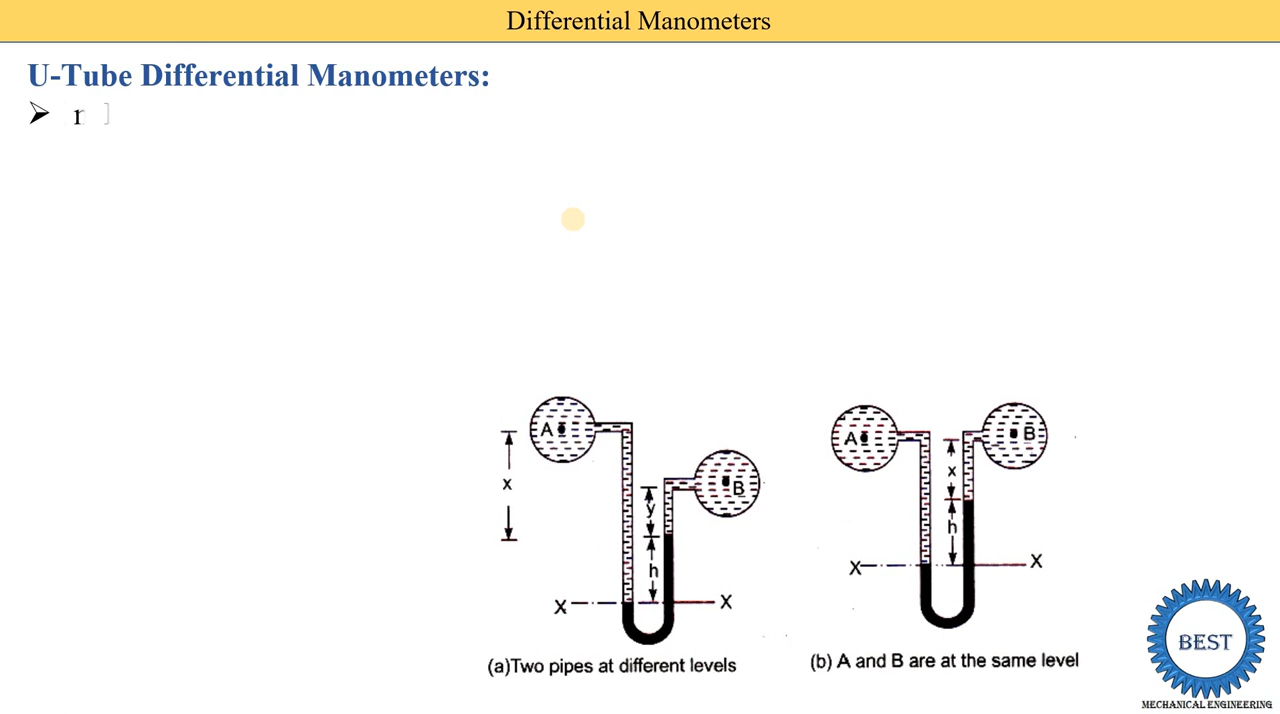 Differential Manometers
U-Tube Differential Manometers:
A
B
x
y
h
X
X
(a)Two pipes at different levels
A
B
x
h
X
X
(b) A and B are at the same level
BEST
MECHANICAL ENGINEERING